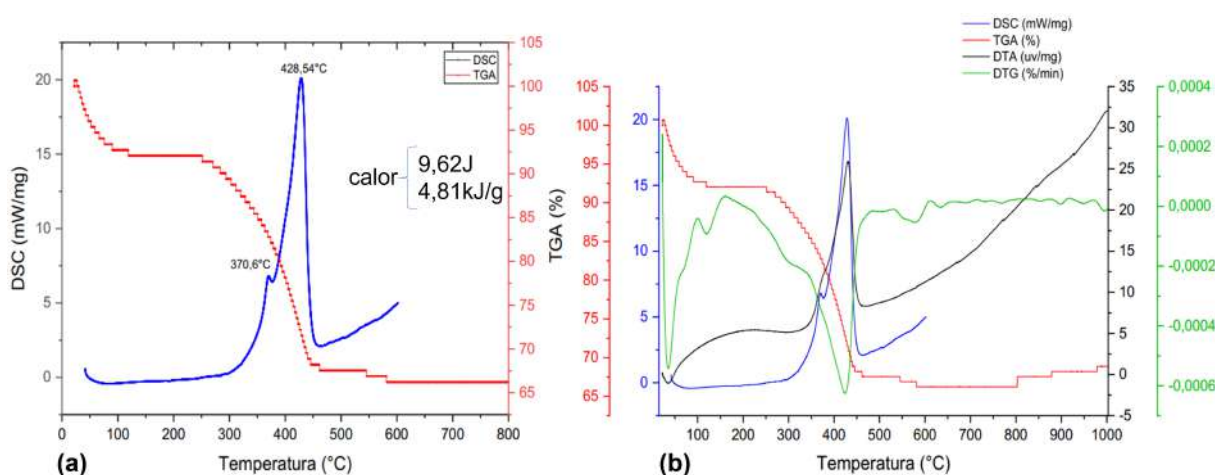 DSC (mW/mg)
TGA (%)
DTA (uv/mg)
DTG (%/min)
DSC
TGA
428,54°C
370,6°C
calor
9,62J
4,81kJ/g
DSC (mW/mg)
20
15
10
5
0
TGA (%)
105
100
95
90
85
80
75
70
65
0 100 200 300 400 500 600 700 800
Temperatura (°C)
(a)
105
100
95
90
85
80
75
70
65
20
15
10
5
0
35
30
25
20
15
10
5
0
-5
0,0004
0,0002
0,0000
-0,0002
-0,0004
-0,0006
100 200 300 400 500 600 700 800 900 1000
Temperatura (°C)
(b)